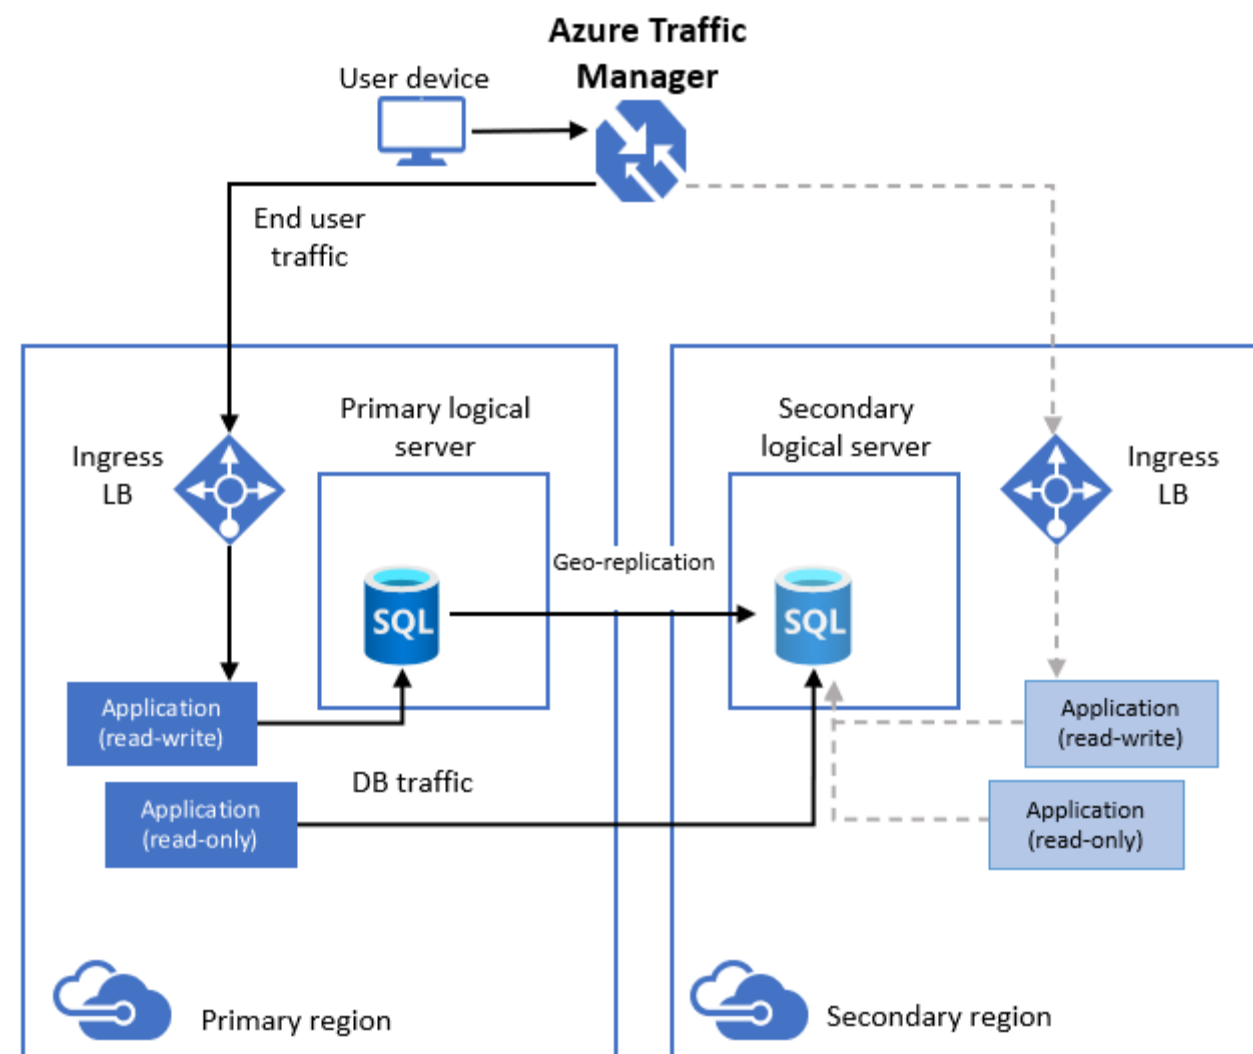 Azure Traffic
Manager
User device
End user
traffic
Primary logical
server
Secondary
logical server
Ingress
LB
Ingress
LB
Geo-replication
SQL
SQL
Application
(read-write)
Application
(read-write)
DB traffic
Application
(read-only)
Application
(read-only)
Primary region
Secondary region